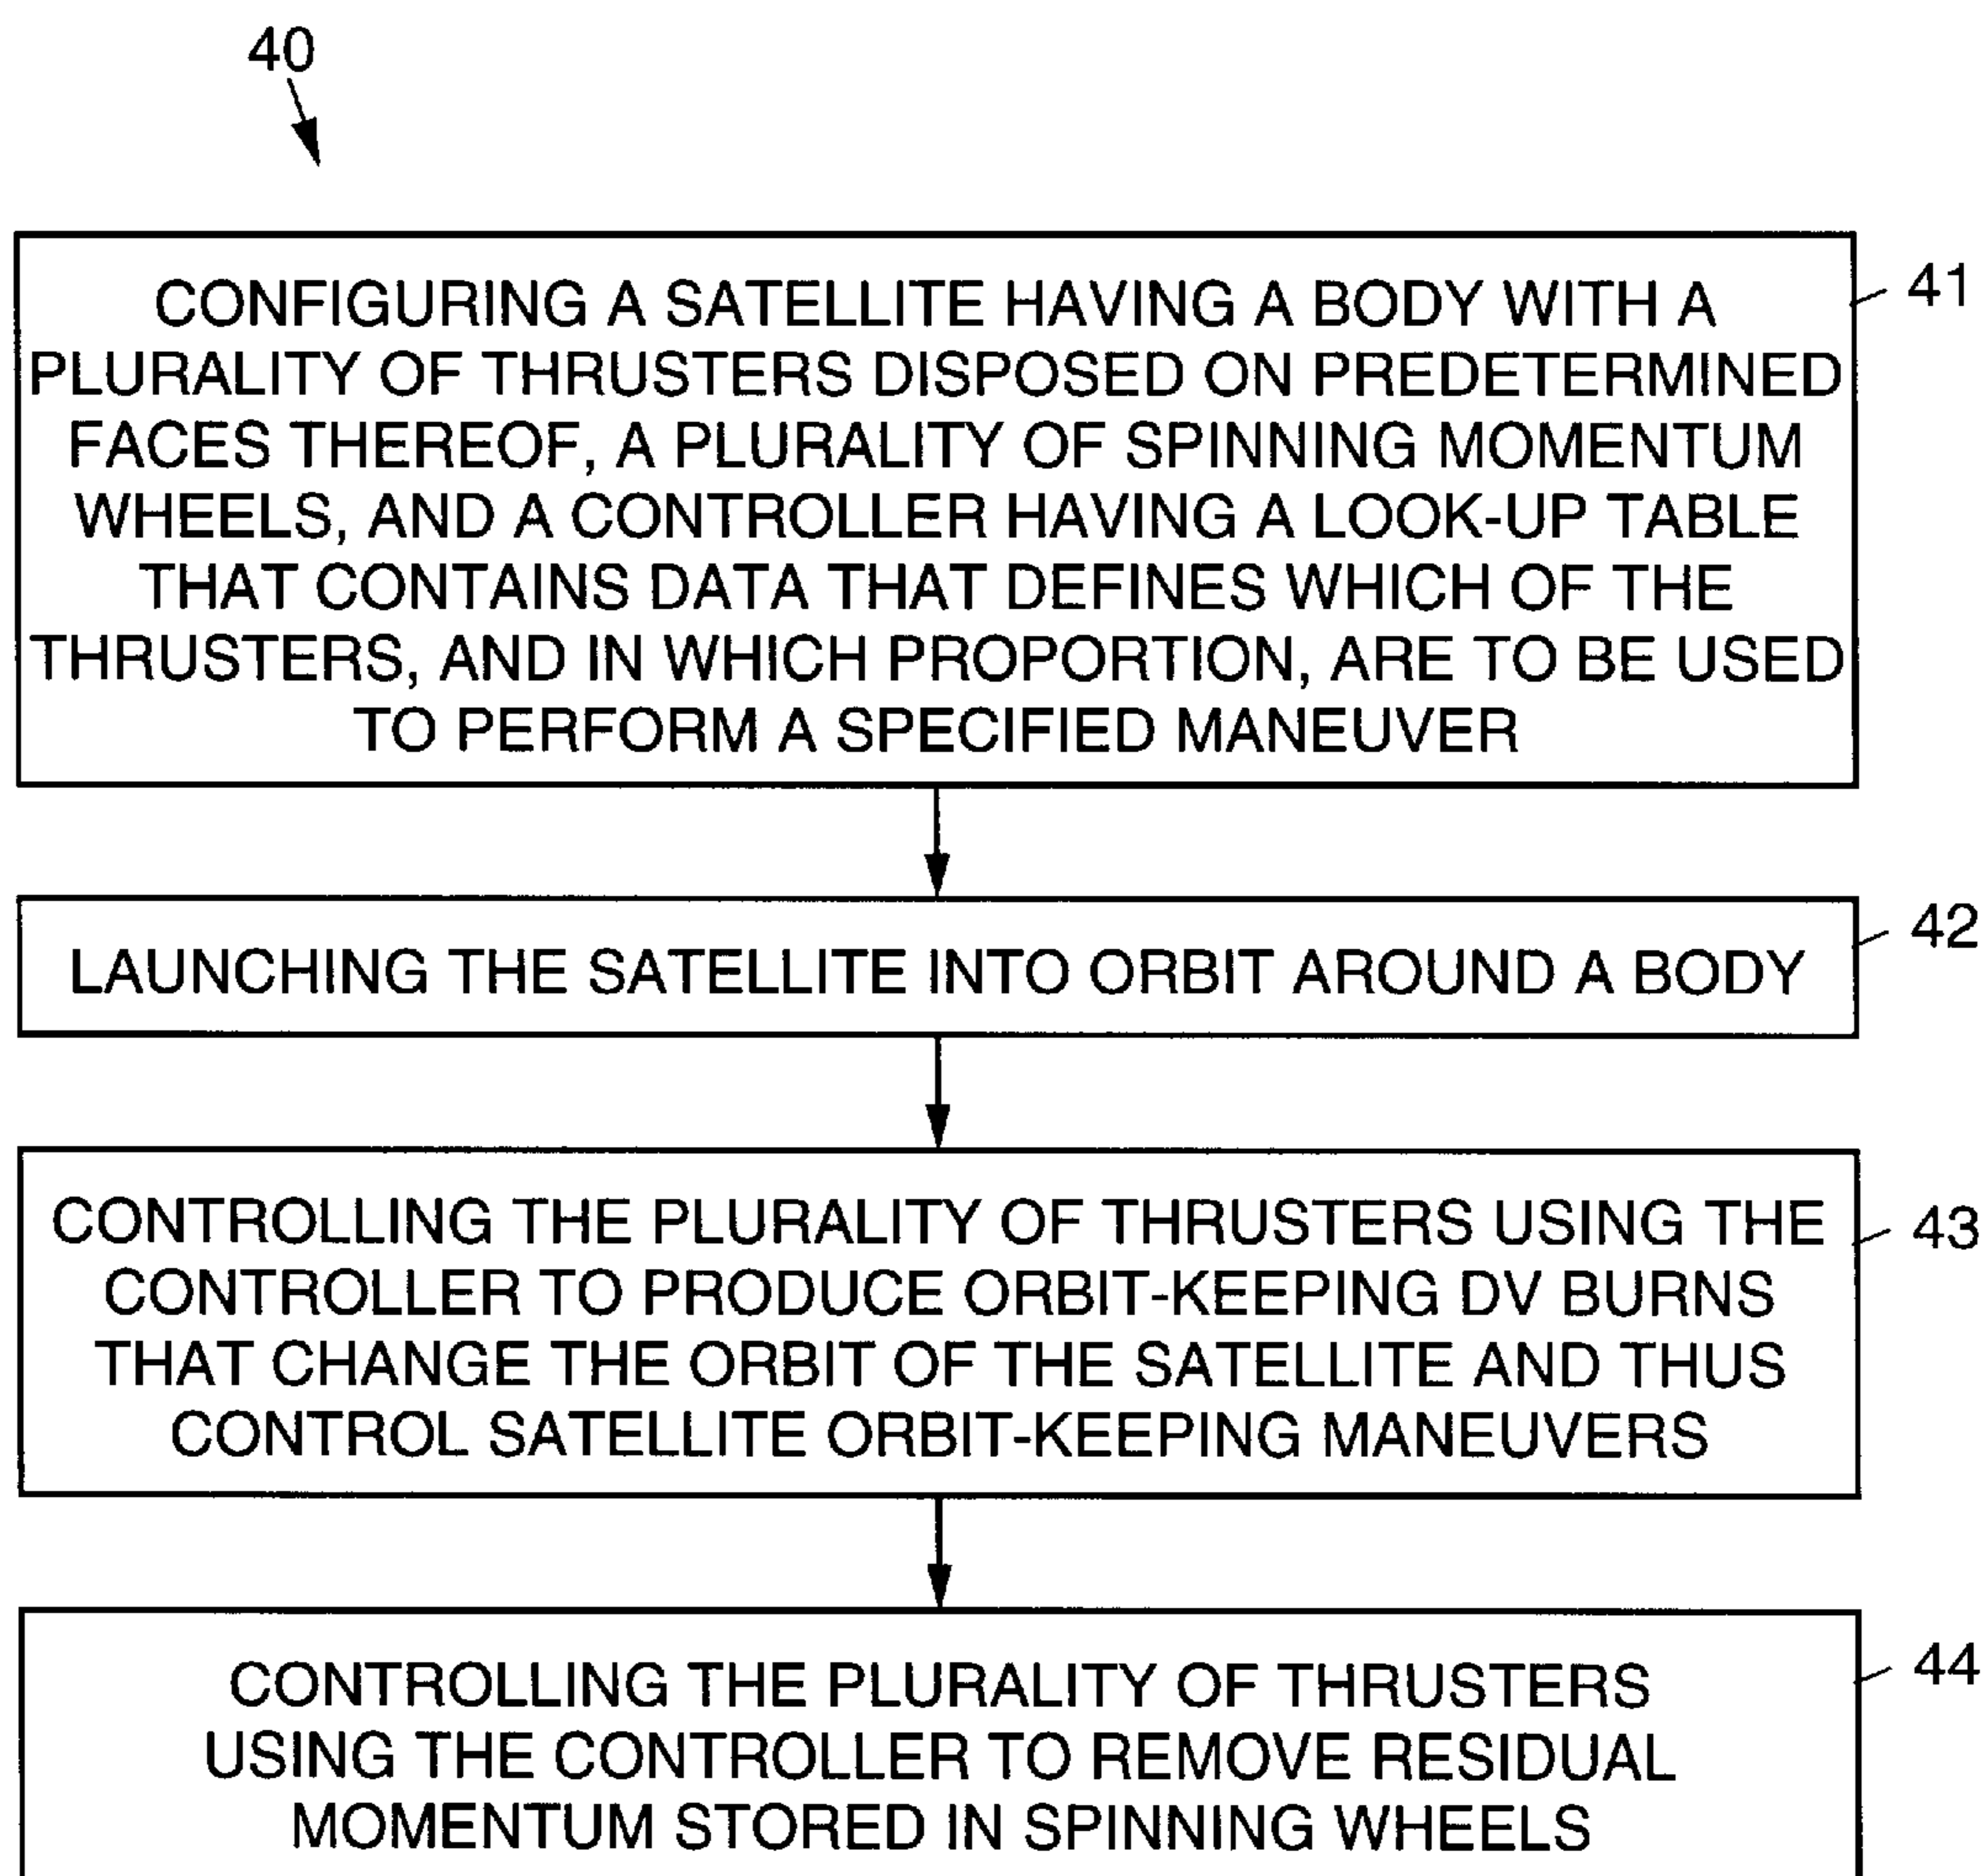 40
CONFIGURING A SATELLITE HAVING A BODY WITH A
PLURALITY OF THRUSTERS DISPOSED ON PREDETERMINED
FACES THEREOF, A PLURALITY OF SPINNING MOMENTUM
WHEELS, AND A CONTROLLER HAVING A LOOK-UP TABLE
THAT CONTAINS DATA THAT DEFINES WHICH OF THE
THRUSTERS, AND IN WHICH PROPORTION, ARE TO BE USED
TO PERFORM A SPECIFIED MANEUVER
41
LAUNCHING THE SATELLITE INTO ORBIT AROUND A BODY
42
CONTROLLING THE PLURALITY OF THRUSTERS USING THE
CONTROLLER TO PRODUCE ORBIT-KEEPING DV BURNS
THAT CHANGE THE ORBIT OF THE SATELLITE AND THUS
CONTROL SATELLITE ORBIT-KEEPING MANEUVERS
43
CONTROLLING THE PLURALITY OF THRUSTERS
USING THE CONTROLLER TO REMOVE RESIDUAL
MOMENTUM STORED IN SPINNING WHEELS
44